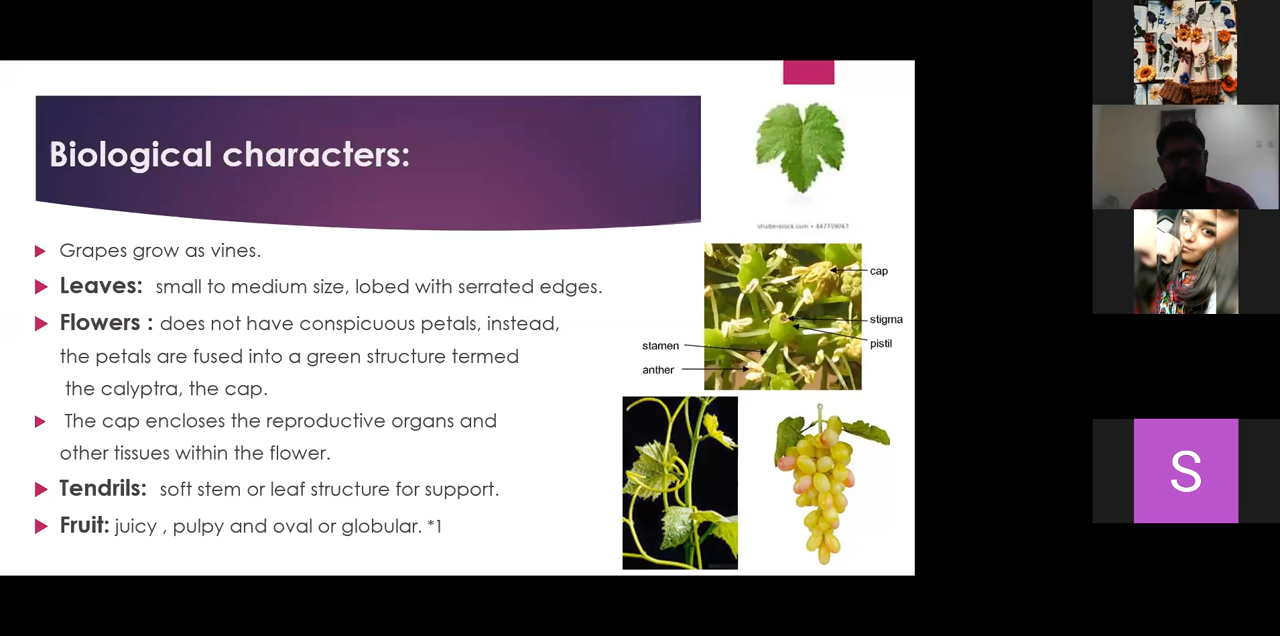 Biological characters:
Grapes grow as vines.
Leaves: small to medium size, lobed with serrated edges.
Flowers : does not have conspicuous petals, instead,
the petals are fused into a green structure termed
the calyptra, the cap.
The cap encloses the reproductive organs and
other tissues within the flower.
Tendrils: soft stem or leaf structure for support.
Fruit: juicy , pulpy and oval or globular. *1
shutterstock.com • 447759067
cap
stigma
pistil
stamen
anther
S